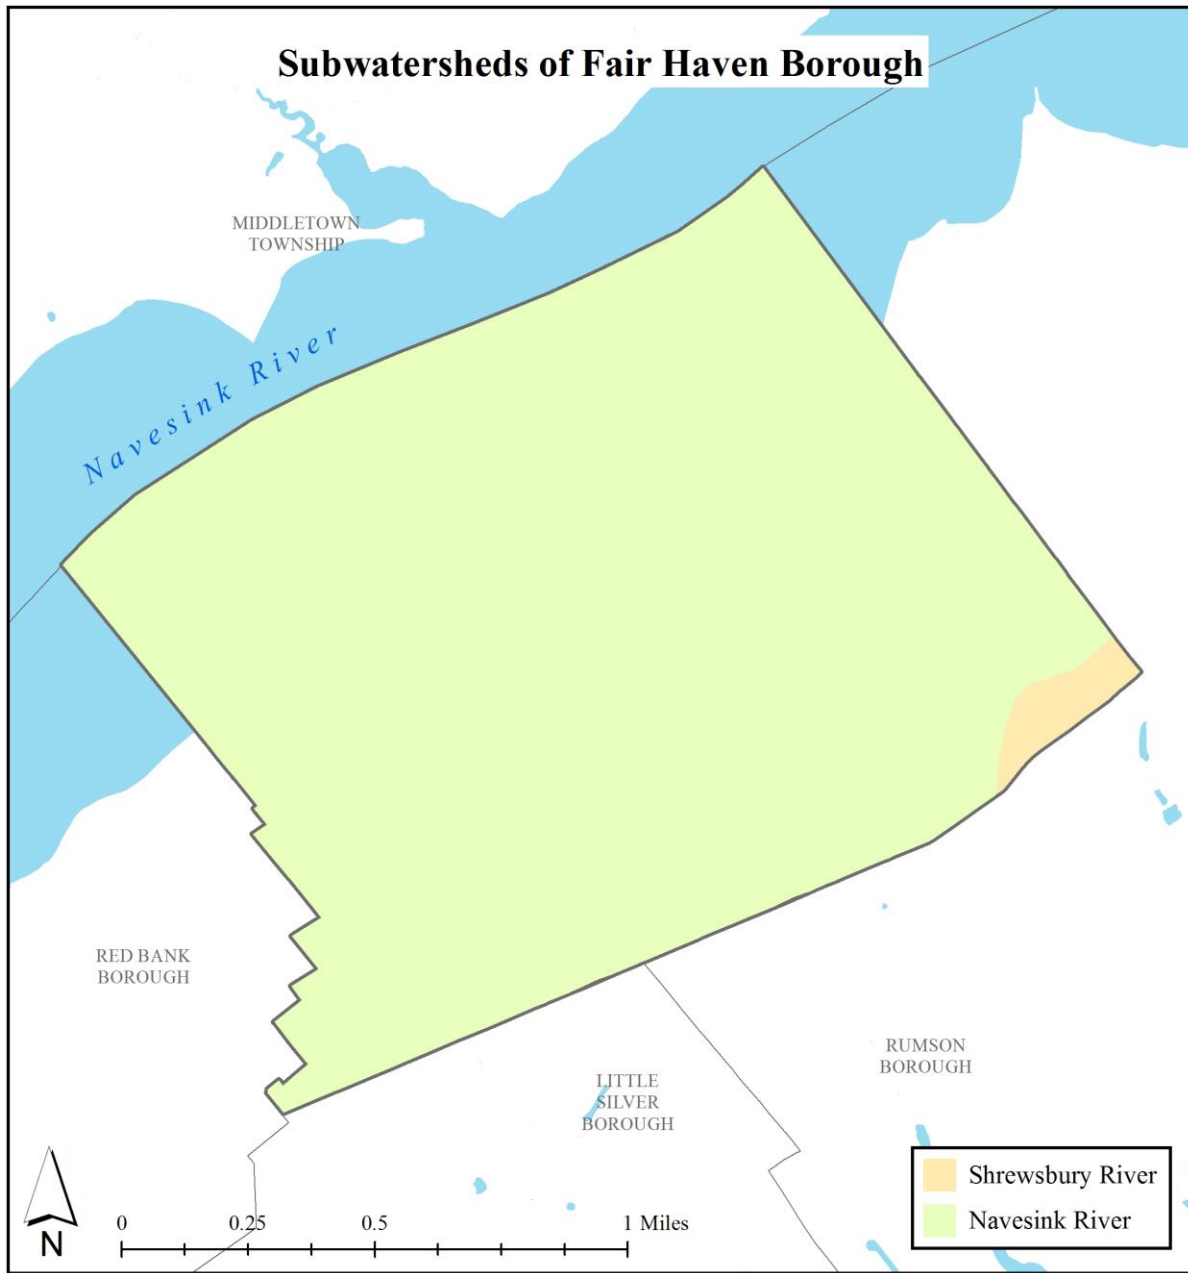 Subwatersheds of Fair Haven Borough
MIDDLETOWN
TOWNSHIP
Navesink River
RED BANK
BOROUGH
RUMSON
BOROUGH
LITTLE
SILVER
BOROUGH
Shrewsbury River
Navesink River
N
0 0.25 0.5 1 Miles